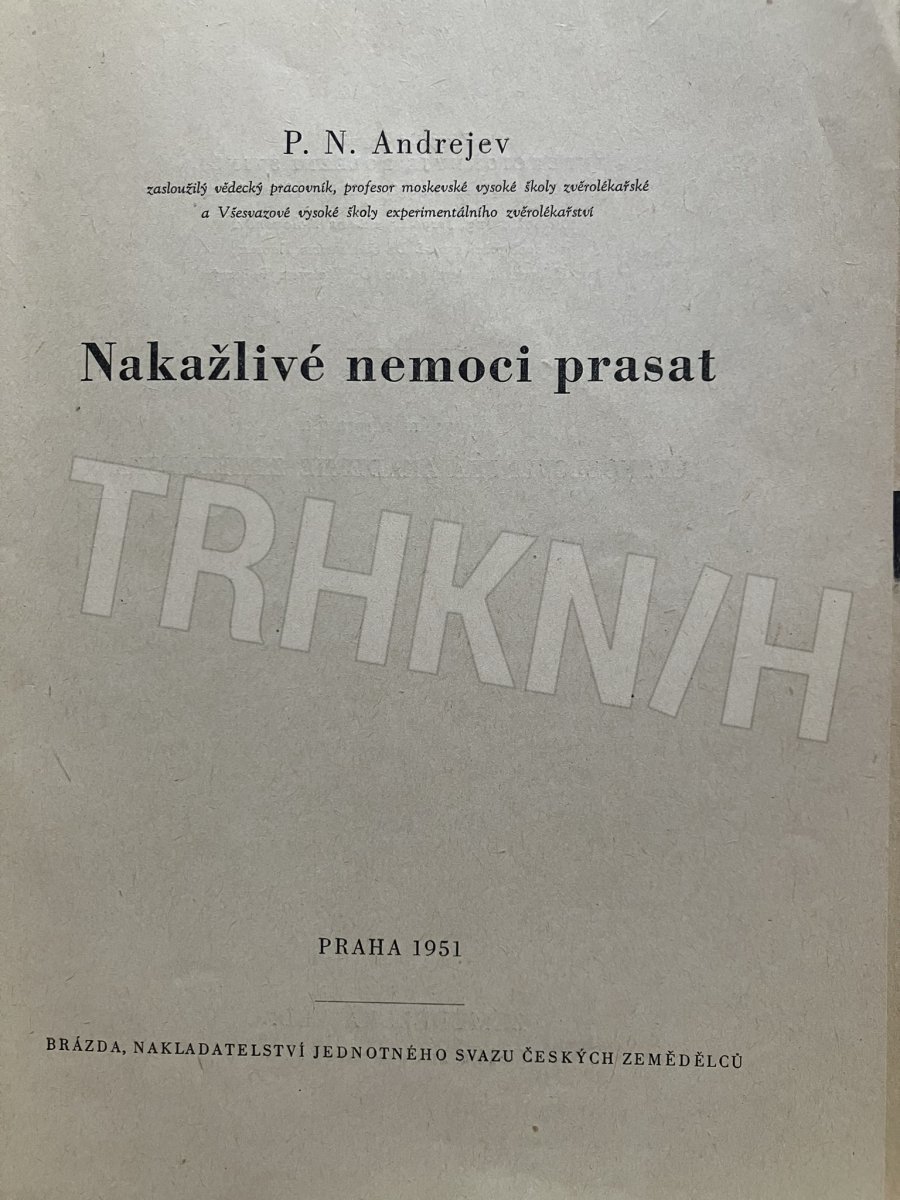 P. N. Andrejev
zasloužilý vědecký pracovník, profesor moskevské vysoké školy zvěrolékařské
a Všesvazové vysoké školy experimentálního zvěrolékařství
Nakažlivé nemoci prasat
TRHKN/H
PRAHA 1951
BRÁZDA, NAKLADATELSTVÍ JEDNOTNÉHO SVAZU ČESKÝCH ZEMĚDĚLCŮ